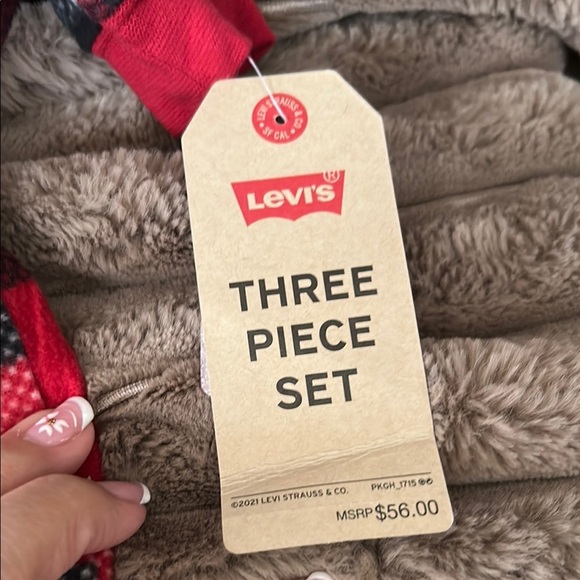 LEVI STRAUSS & CO
SF CAL
LEVI'S®
THREE
PIECE
SET
©2021 LEVI STRAUSS & CO. PKGH_1715
MSRP $56.00